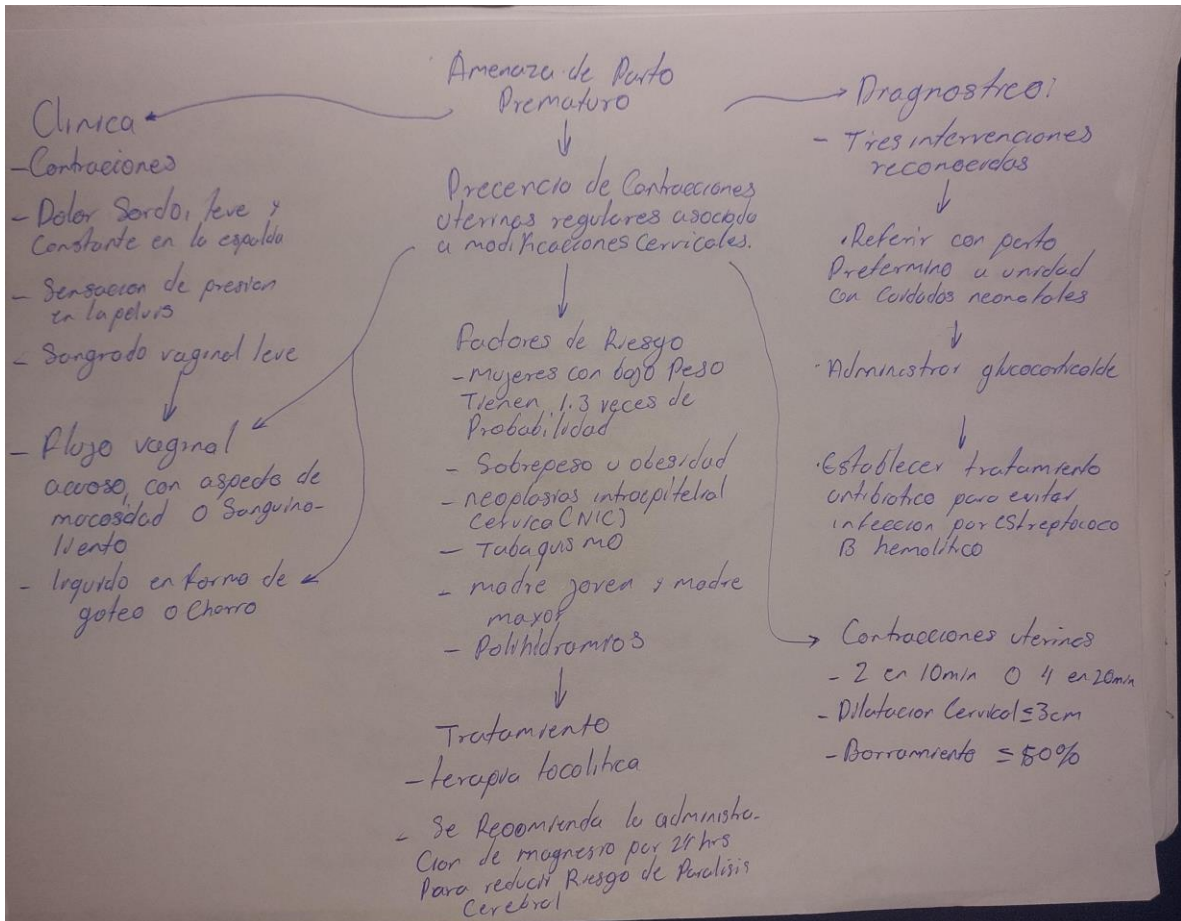 Amenaza de Parto
Prematuro
Clinica
- Contraciones
- Dolor Sordo, leve y
Constante en la espalda
- Sensacion de presion
en la pelvis
- Sangrado vaginal leve
- Flujo vaginal
acuoso, con aspecto de
mucosidad o Sanguino-
liento
- liquido en forma de
goteo o Chorro
Precencia de Contracciones
uterinas regulares asociado
a modificaciones Cervicales.
Factores de Riesgo
- Mujeres con bajo Peso
Tienen 1.3 veces de
Probabilidad
- Sobrepeso u obesidad
- neoplasias intraepitelial
Cervica (NIC)
- Tabaquismo
- madre joven y madre
mayor
- Polihidramios
Tratamiento
- terapia tocolitica
- Se Recomienda la administra-
cion de magnesio por 24 hrs
Para reducir Riesgo de Paralisis
Cerebral
Diagnostico:
- Tres intervenciones
reconocidas
• Referir con parto
Pretermino a unidad
con Cuidados neonatales
• Administrar glucocorticoide
• Establecer tratamiento
antibiotico para evitar
infeccion por EStreptococo
B hemolitico
Contracciones uterinas
- 2 en 10min O 4 en 20min
- Dilatacion Cervical ≤ 3cm
- Borramiento ≤ 50%